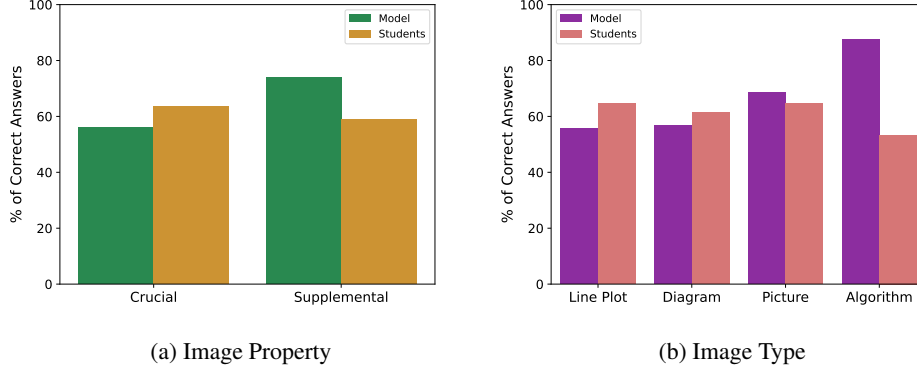 100
80
60
40
20
0
% of Correct Answers
Model
Students
Crucial
Supplemental
(a) Image Property
100
80
60
40
20
0
% of Correct Answers
Model
Students
Line Plot
Diagram
Picture
Algorithm
(b) Image Type